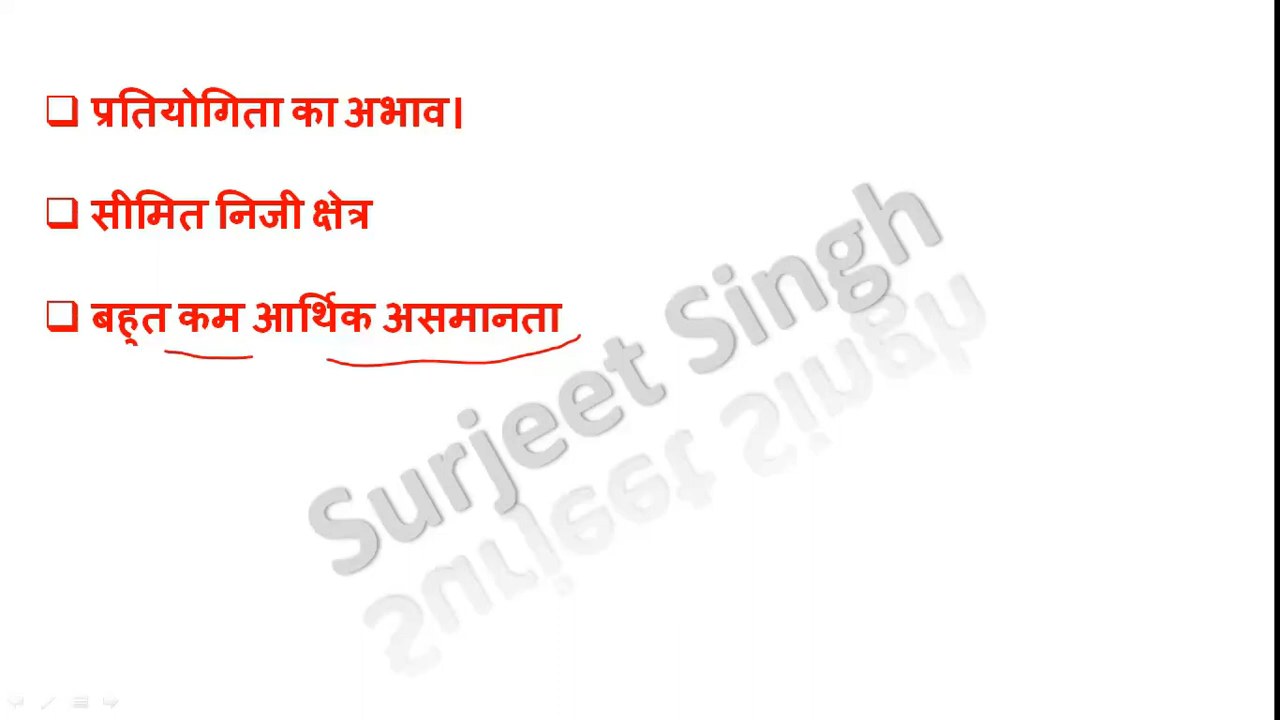 प्रतियोगिता का अभाव।
सीमित निजी क्षेत्र
बहुत कम आर्थिक असमानता
Surjeet Singh